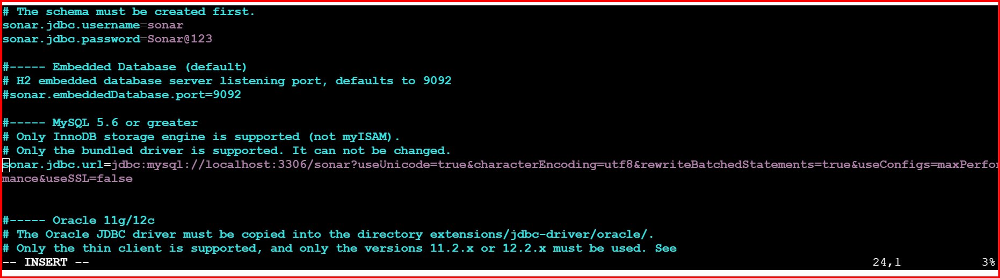 # The schema must be created first.
sonar.jdbc.username=sonar
sonar.jdbc.password=Sonar@123
#----- Embedded Database (default)
# H2 embedded database server listening port, defaults to 9092
#sonar.embeddedDatabase.port=9092
#----- MySQL 5.6 or greater
# Only InnoDB storage engine is supported (not myISAM).
# Only the bundled driver is supported. It can not be changed.
sonar.jdbc.url=jdbc:mysql://localhost:3306/sonar?useUnicode=true&characterEncoding=utf8&rewriteBatchedStatements=true&useConfigs=maxPerfor
mance&useSSL=false
#----- Oracle 11g/12c
# The Oracle JDBC driver must be copied into the directory extensions/jdbc-driver/oracle/.
# Only the thin client is supported, and only the versions 11.2.x or 12.2.x must be used. See
-- INSERT -- 24,1 3%